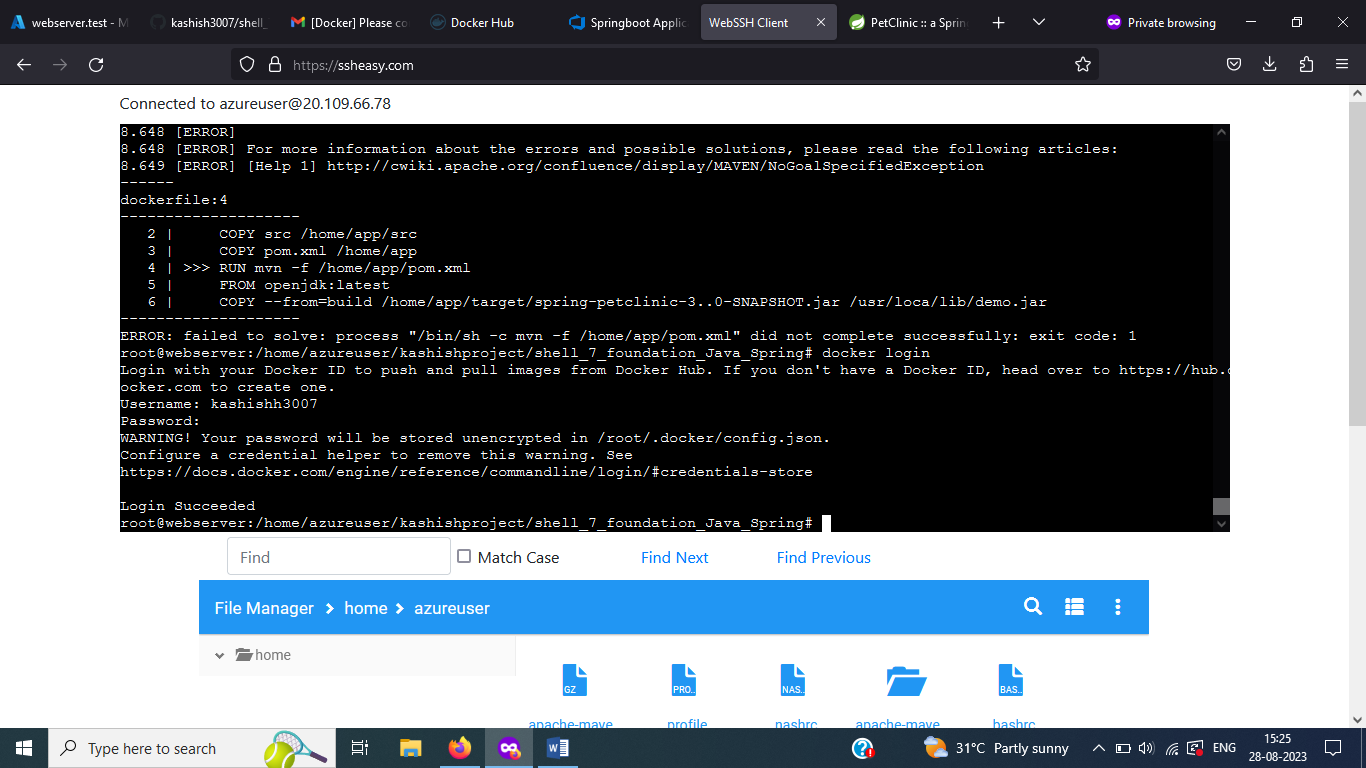 webserver.test - M
kashish3007/shell_
[Docker] Please co
Docker Hub
Springboot Applic
WebSSH Client
PetClinic :: a Sprin
Private browsing
https://ssheasy.com
Connected to azureuser@20.109.66.78
8.648 [ERROR]
8.648 [ERROR] For more information about the errors and possible solutions, please read the following articles:
8.649 [ERROR] [Help 1] http://cwiki.apache.org/confluence/display/MAVEN/NoGoalSpecifiedException
------
dockerfile:4
--------------------
2 | COPY src /home/app/src
3 | COPY pom.xml /home/app
4 | >>> RUN mvn -f /home/app/pom.xml
5 | FROM openjdk:latest
6 | COPY --from=build /home/app/target/spring-petclinic-3..0-SNAPSHOT.jar /usr/loca/lib/demo.jar
--------------------
ERROR: failed to solve: process "/bin/sh -c mvn -f /home/app/pom.xml" did not complete successfully: exit code: 1
root@webserver:/home/azureuser/kashishproject/shell_7_foundation_Java_Spring# docker login
Login with your Docker ID to push and pull images from Docker Hub. If you don't have a Docker ID, head over to https://hub.d
ocker.com to create one.
Username: kashishh3007
Password:
WARNING! Your password will be stored unencrypted in /root/.docker/config.json.
Configure a credential helper to remove this warning. See
https://docs.docker.com/engine/reference/commandline/login/#credentials-store
Login Succeeded
root@webserver:/home/azureuser/kashishproject/shell_7_foundation_Java_Spring#
Find
Match Case
Find Next
Find Previous
File Manager
home
azureuser
home
GZ
PRO..
NAS..
BAS..
apache-mave
profile
nashrc
apache-mave
bashrc
Type here to search
31°C Partly sunny
ENG
15:25
28-08-2023